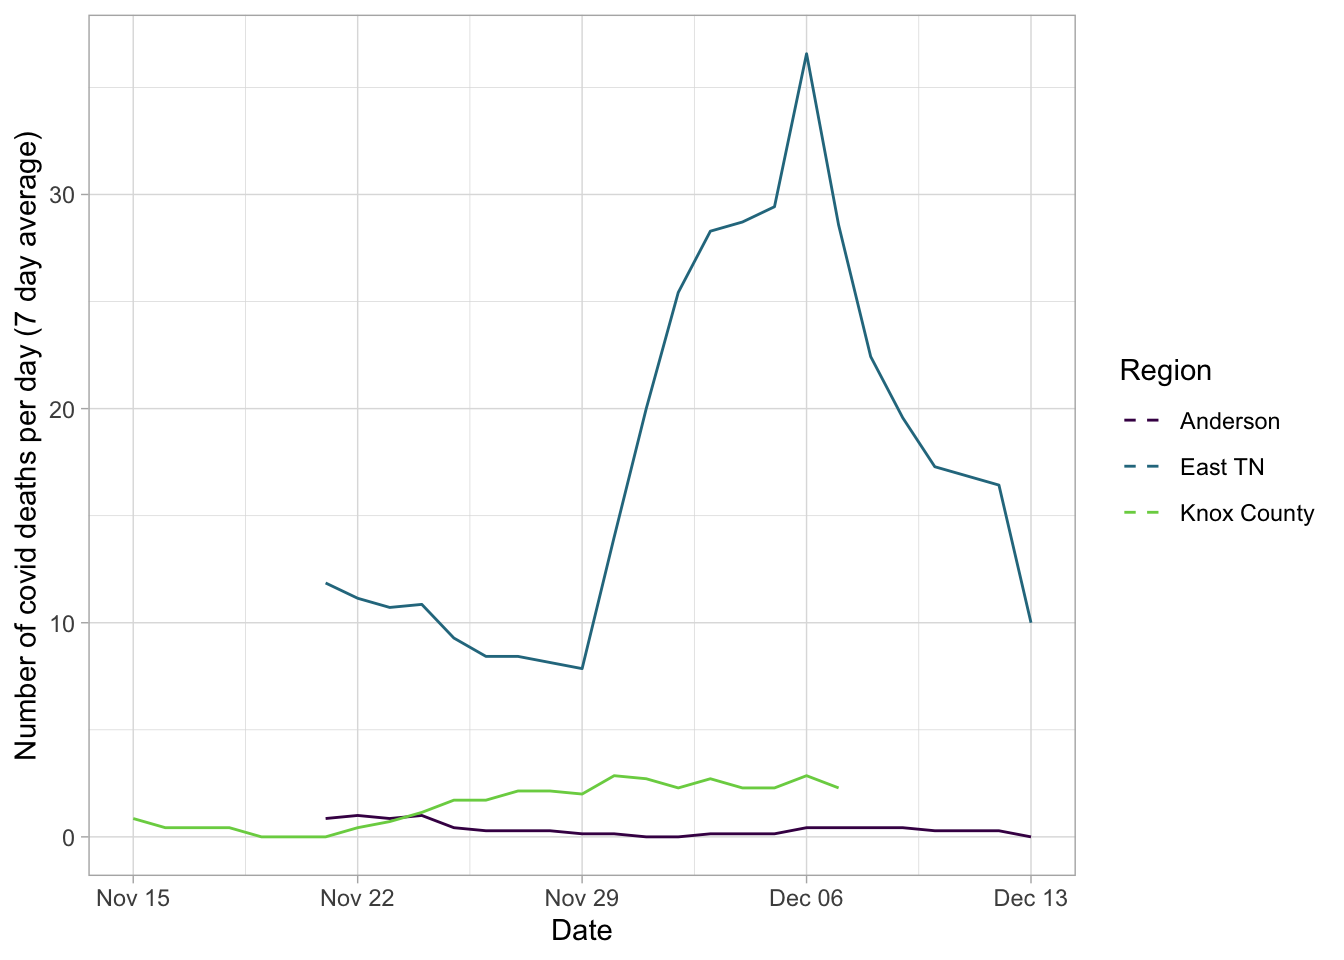 Number of covid deaths per day (7 day average)
30
20
10
0
Nov 15
Nov 22
Nov 29
Dec 06
Dec 13
Date
Region
Anderson
East TN
Knox County